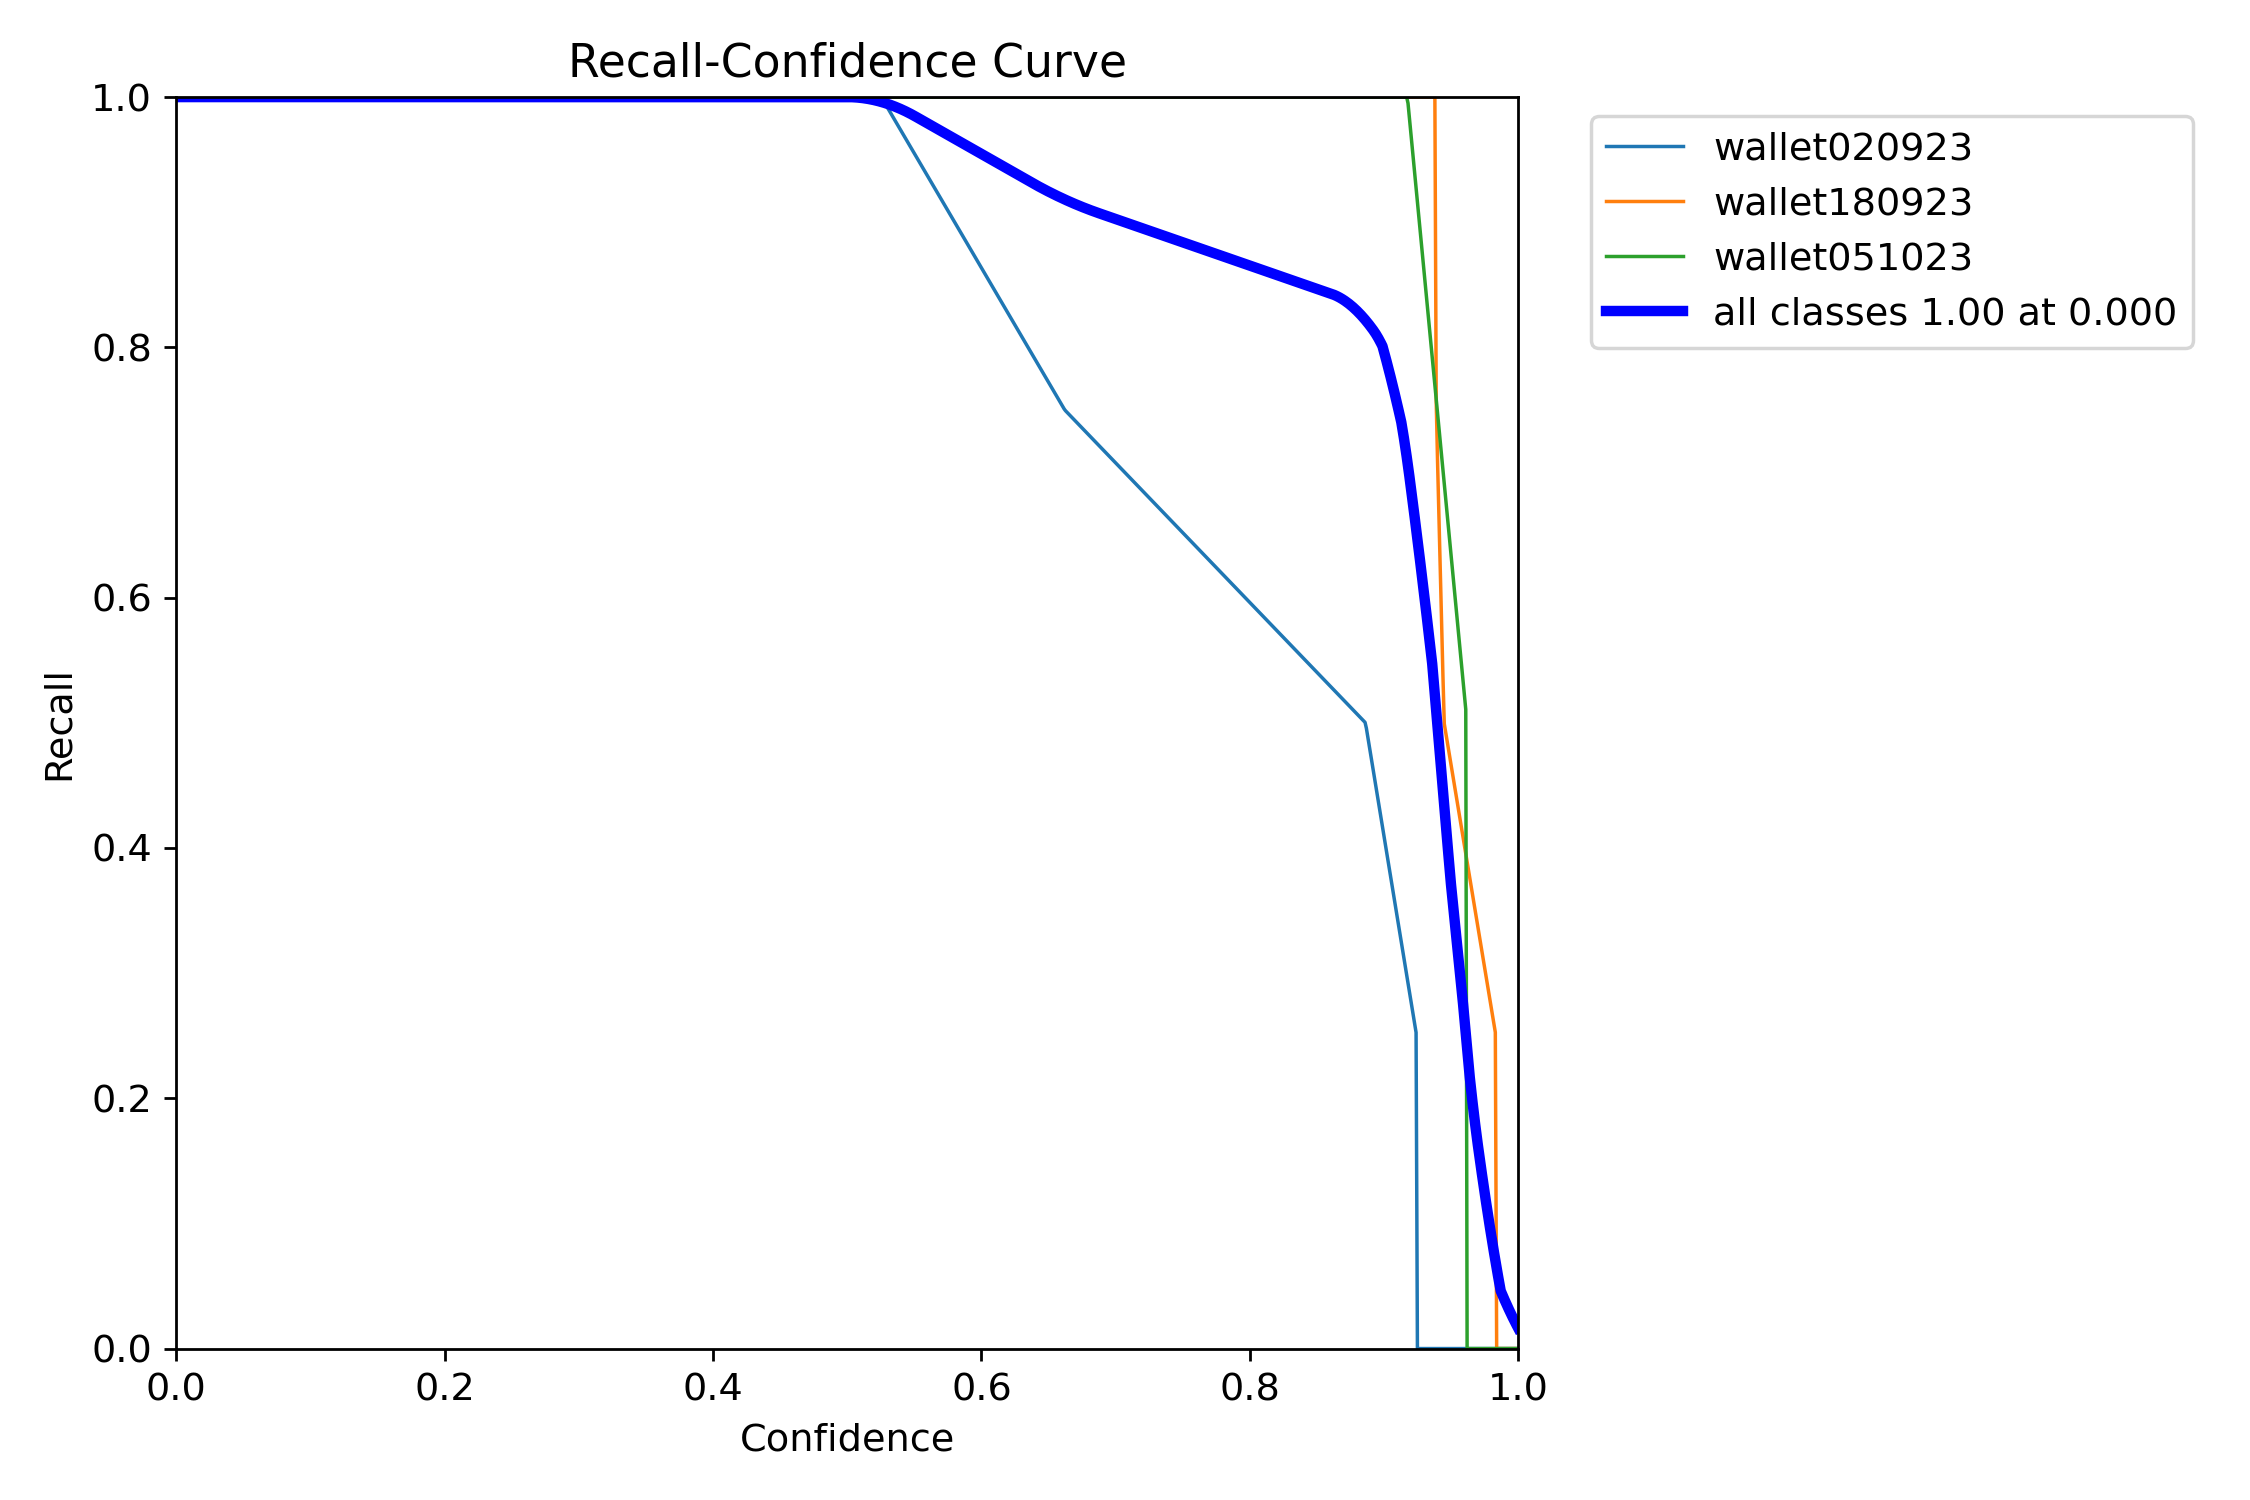 Recall-Confidence Curve
1.0
0.8
0.6
0.4
0.2
0.0
Recall
0.0 0.2 0.4 0.6 0.8 1.0
Confidence
wallet020923
wallet180923
wallet051023
all classes 1.00 at 0.000